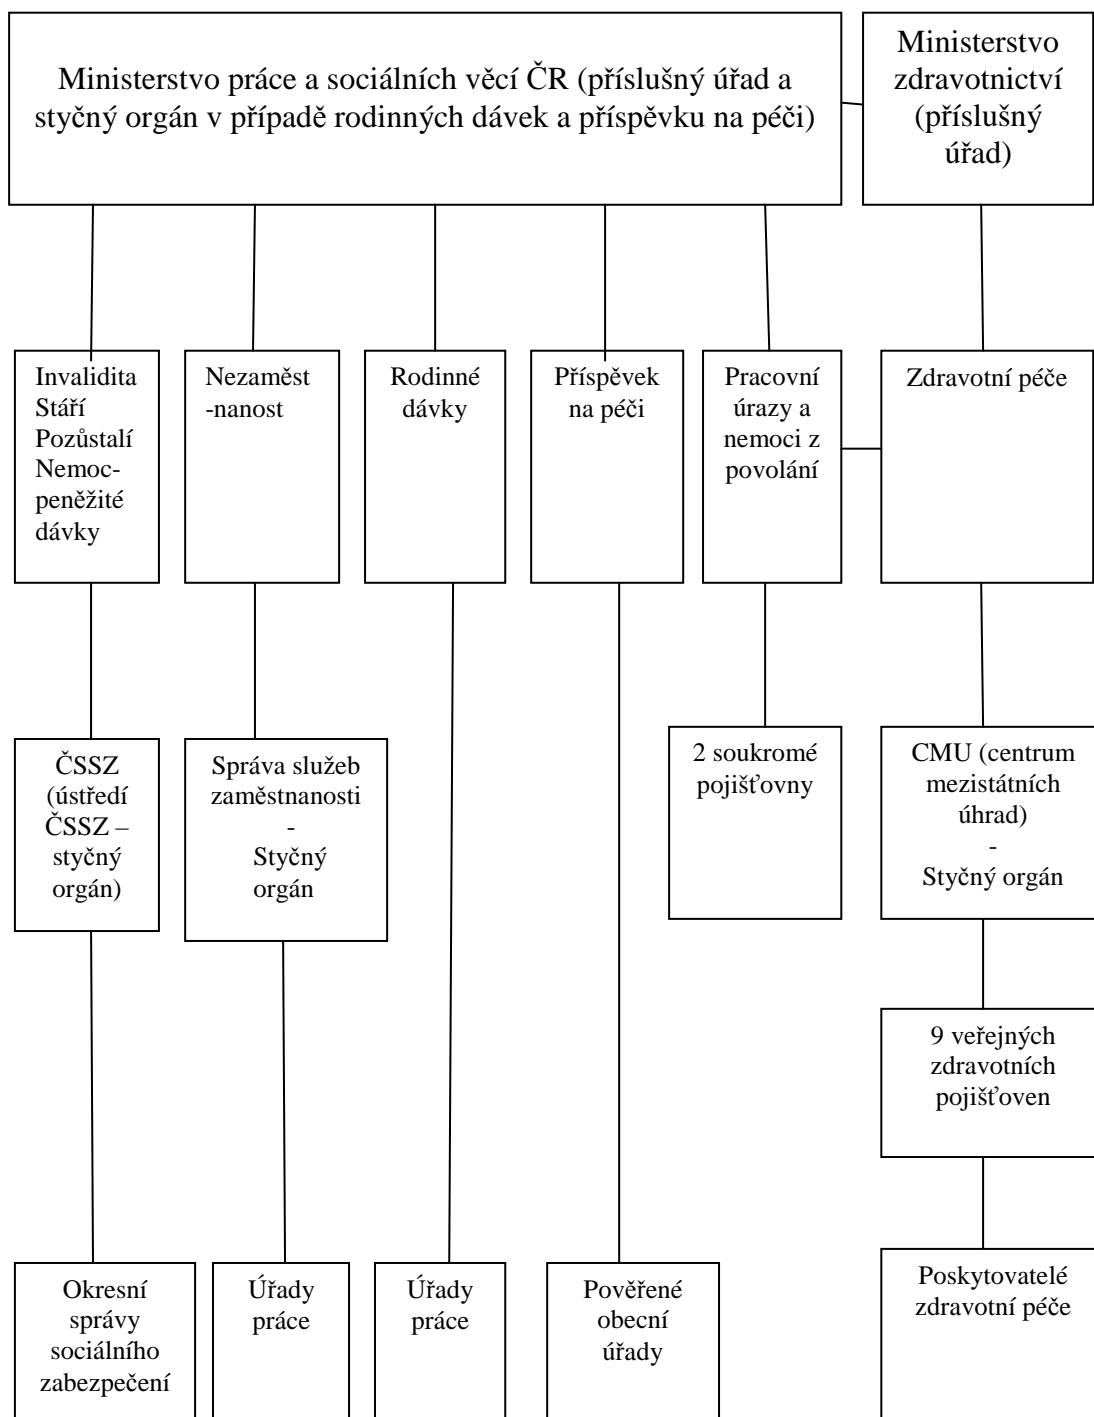 Ministerstvo práce a sociálních věcí ČR (příslušný úřad a
styčný orgán v případě rodinných dávek a příspěvku na péči)
Ministerstvo
zdravotnictví
(příslušný
úřad)
Invalidita
Stáří
Pozůstalí
Nemoc-
peněžité
dávky
Nezaměst
-nanost
Rodinné
dávky
Příspěvek
na péči
Pracovní
úrazy a
nemoci z
povolání
Zdravotní péče
ČSSZ
(ústředí
ČSSZ –
styčný
orgán)
Správa služeb
zaměstnanosti
-
Styčný
orgán
2 soukromé
pojišťovny
CMU (centrum
mezistátních
úhrad)
-
Styčný orgán
9 veřejných
zdravotních
pojišťoven
Okresní
správy
sociálního
zabezpečení
Úřady
práce
Úřady
práce
Pověřené
obecní
úřady
Poskytovatelé
zdravotní péče